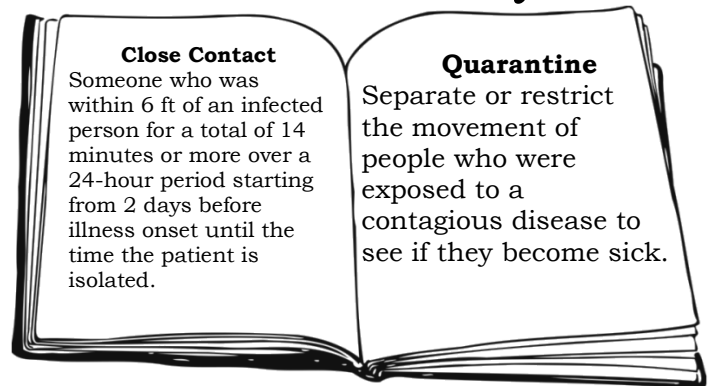 Close Contact
Someone who was
within 6 ft of an infected
person for a total of 14
minutes or more over a
24-hour period starting
from 2 days before
illness onset until the
time the patient is
isolated.
Quarantine
Separate or restrict
the movement of
people who were
exposed to a
contagious disease to
see if they become sick.